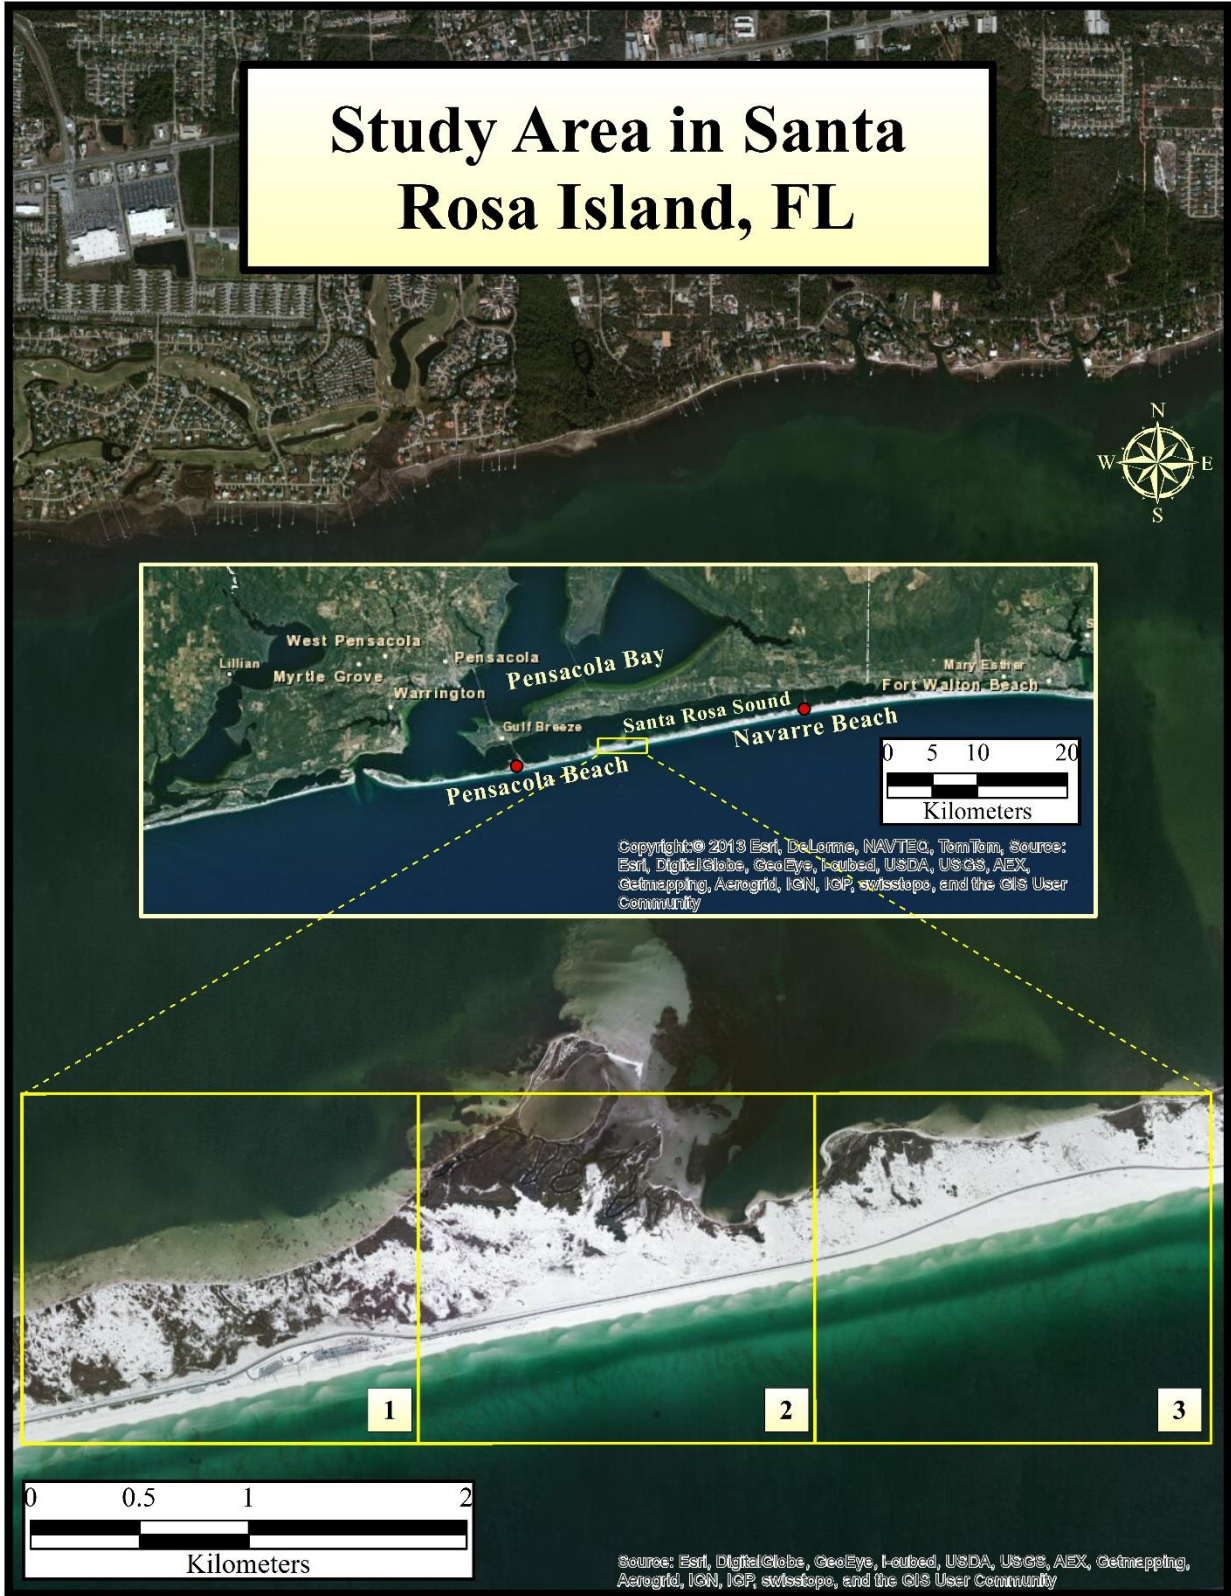 Study Area in Santa
Rosa Island, FL
N
W E
S
West Pensacola
Lillian
Myrtle Grove
Pensacola
Warrington
Pensacola Bay
Gulf Breeze
Santa Rosa Sound
Mary Esther
Fort Walton Beach
S
Navarre Beach
Pensacola Beach
0 5 10 20
Kilometers
Copyright:© 2013 Esri, DeLorme, NAVTEQ, TomTom, Source:
Esri, DigitalGlobe, GeoEye, i-cubed, USDA, USGS, AEX,
Getmapping, Aerogrid, IGN, IGP, swisstopo, and the GIS User
Community
1
2
3
0 0.5 1 2
Kilometers
Source: Esri, DigitalGlobe, GeoEye, i-cubed, USDA, USGS, AEX, Getmapping,
Aerogrid, IGN, IGP, swisstopo, and the GIS User Community